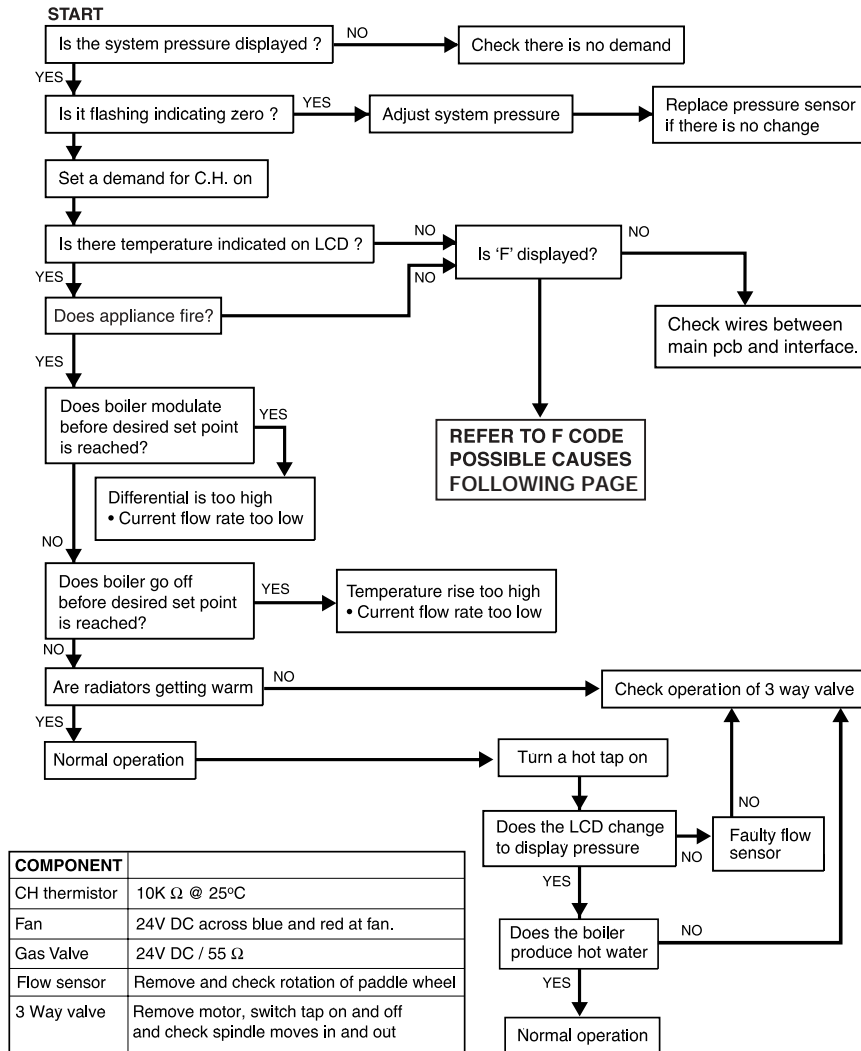 START
Is the system pressure displayed ?
NO
Check there is no demand
YES
Is it flashing indicating zero ?
YES
Adjust system pressure
Replace pressure sensor
if there is no change
Set a demand for C.H. on
Is there temperature indicated on LCD ?
NO
Is ‘F’ displayed?
NO
YES
NO
Does appliance fire?
Check wires between
main pcb and interface.
YES
Does boiler modulate
before desired set point
is reached?
YES
REFER TO F CODE
POSSIBLE CAUSES
FOLLOWING PAGE
Differential is too high
• Current flow rate too low
NO
Does boiler go off
before desired set point
is reached?
YES
Temperature rise too high
• Current flow rate too low
NO
Are radiators getting warm
NO
Check operation of 3 way valve
YES
Normal operation
Turn a hot tap on
Does the LCD change
to display pressure
NO
Faulty flow
sensor
NO
YES
Does the boiler
produce hot water
NO
YES
Normal operation
COMPONENT
CH thermistor 10K Ω @ 25ºC
Fan 24V DC across blue and red at fan.
Gas Valve 24V DC / 55 Ω
Flow sensor Remove and check rotation of paddle wheel
3 Way valve Remove motor, switch tap on and off
and check spindle moves in and out